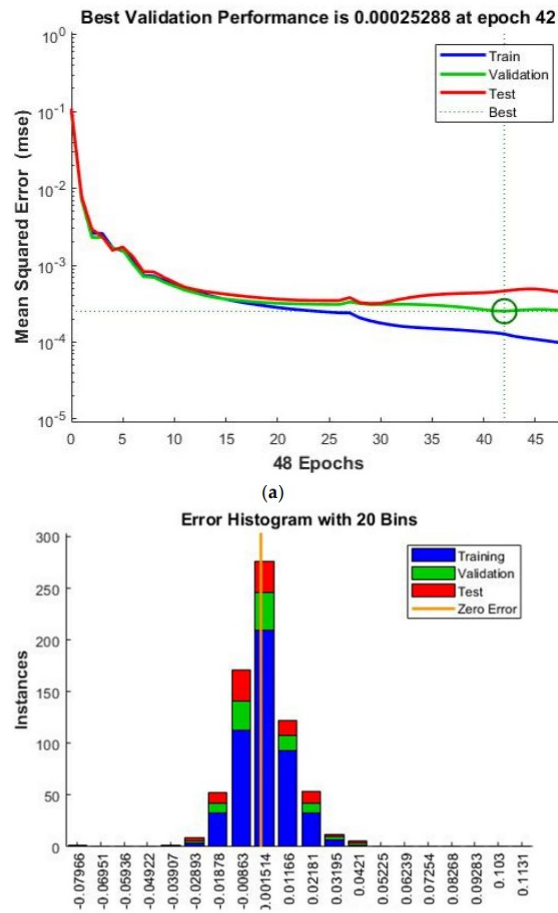 Best Validation Performance is 0.00025288 at epoch 42
Mean Squared Error (mse)
10^0
10^-1
10^-2
10^-3
10^-4
10^-5
Train
Validation
Test
Best
0 5 10 15 20 25 30 35 40 45
48 Epochs
(a)
Error Histogram with 20 Bins
Instances
300
250
200
150
100
50
0
Training
Validation
Test
Zero Error
-0.07966
-0.06951
-0.05936
-0.04922
-0.03907
-0.02893
-0.01878
-0.00863
0.001514
0.01166
0.02181
0.03195
0.0421
0.05225
0.06239
0.07254
0.08268
0.09283
0.103
0.1131